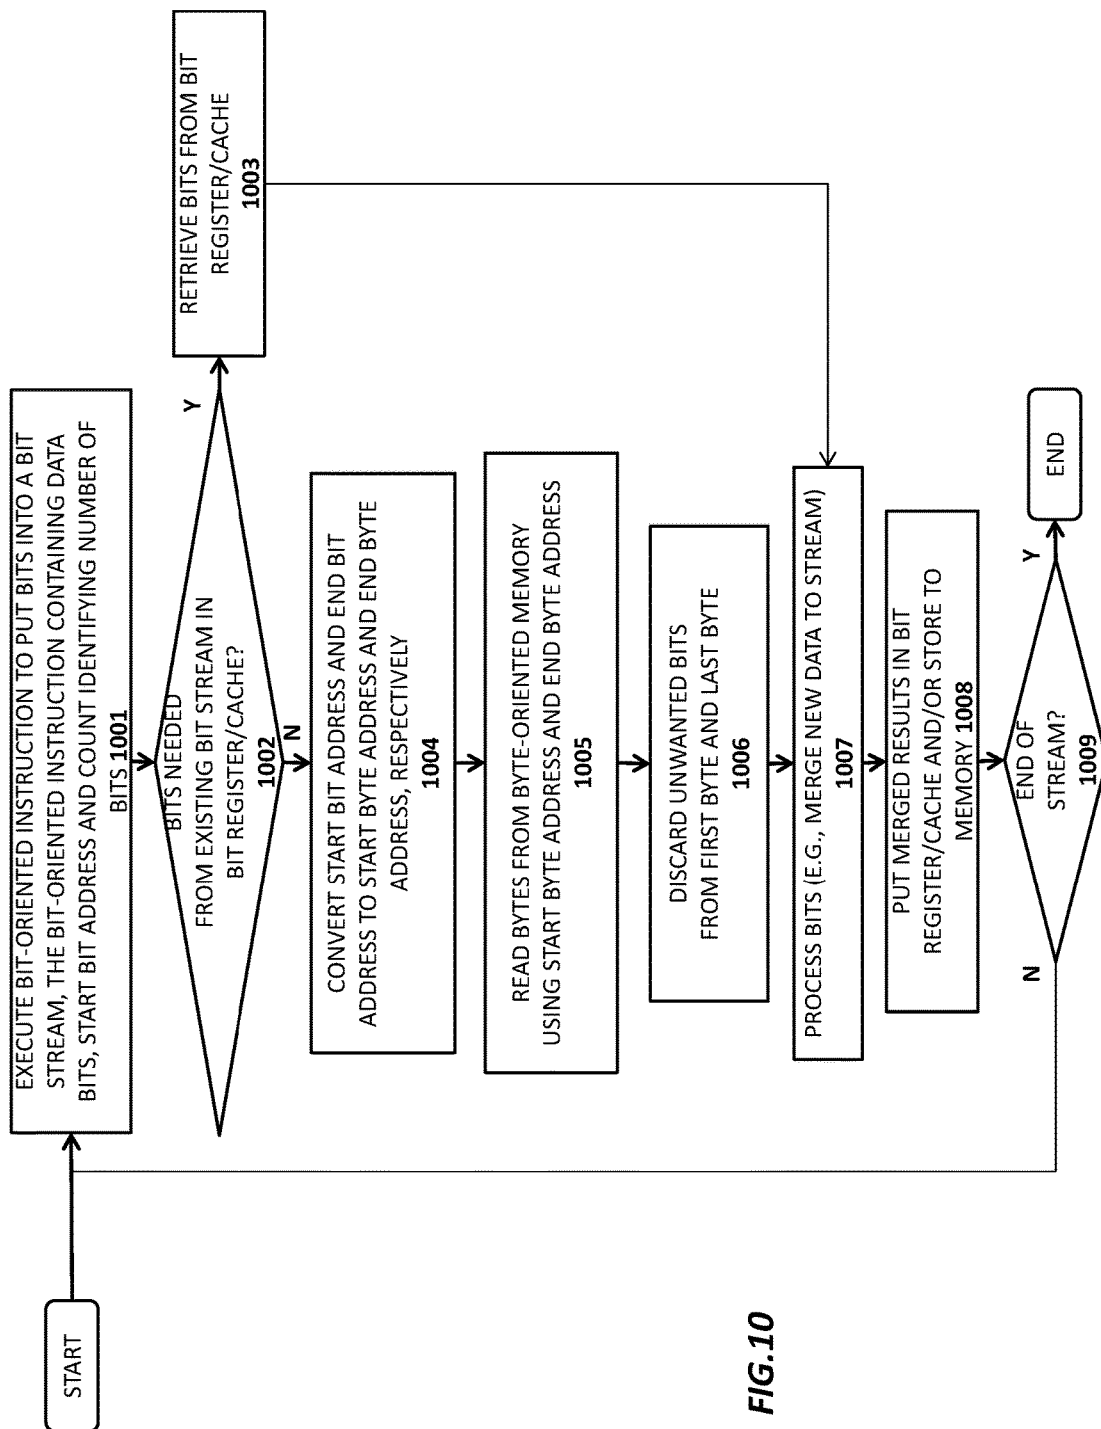 START
EXECUTE BIT-ORIENTED INSTRUCTION TO PUT BITS INTO A BIT
STREAM, THE BIT-ORIENTED INSTRUCTION CONTAINING DATA
BITS, START BIT ADDRESS AND COUNT IDENTIFYING NUMBER OF
BITS 1001
BITS NEEDED
FROM EXISTING BIT STREAM IN
BIT REGISTER/CACHE?
1002
Y
N
RETRIEVE BITS FROM BIT
REGISTER/CACHE
1003
CONVERT START BIT ADDRESS AND END BIT
ADDRESS TO START BYTE ADDRESS AND END BYTE
ADDRESS, RESPECTIVELY
1004
READ BYTES FROM BYTE-ORIENTED MEMORY
USING START BYTE ADDRESS AND END BYTE ADDRESS
1005
DISCARD UNWANTED BITS
FROM FIRST BYTE AND LAST BYTE
1006
PROCESS BITS (E.G., MERGE NEW DATA TO STREAM)
1007
PUT MERGED RESULTS IN BIT
REGISTER/CACHE AND/OR STORE TO
MEMORY 1008
END OF
STREAM?
1009
N
Y
END
FIG.10